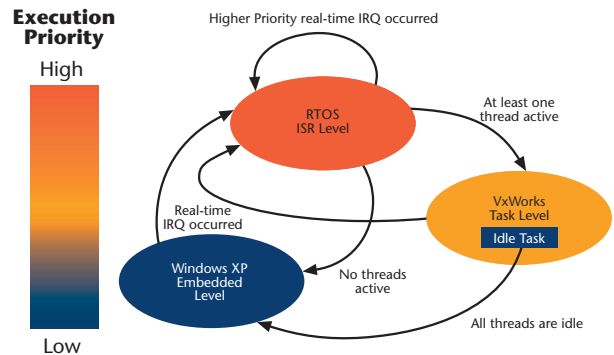 Execution
Priority
High
Low
Higher Priority real-time IRQ occurred
RTOS
ISR Level
At least one
thread active
VxWorks
Task Level
Idle Task
Real-time
IRQ occurred
Windows XP
Embedded
Level
No threads
active
All threads are idle